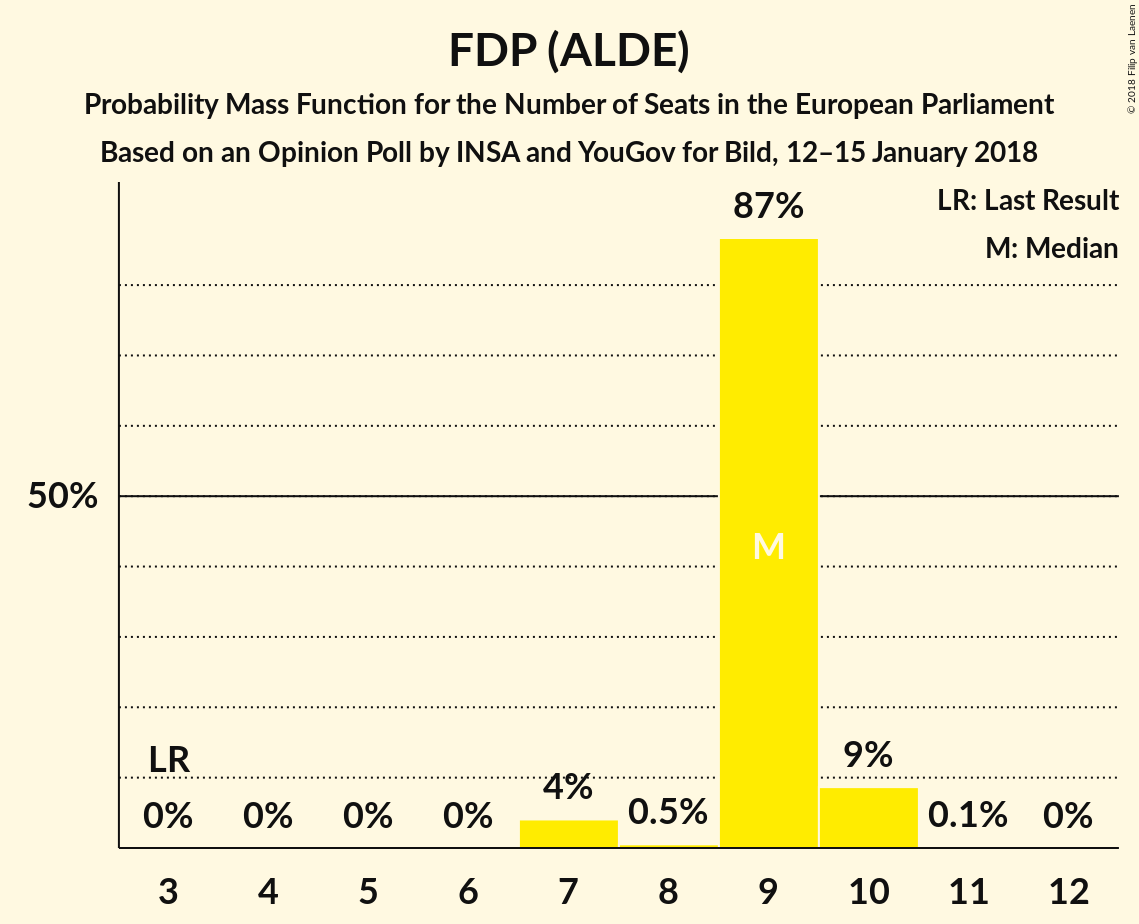 FDP (ALDE)
Probability Mass Function for the Number of Seats in the European Parliament
Based on an Opinion Poll by INSA and YouGov for Bild, 12–15 January 2018
© 2018 Filip van Laenen
LR: Last Result
M: Median
87%
50%
M
LR
9%
4%
0% 0% 0% 0% 0.5% 0.1% 0%
3 4 5 6 7 8 9 10 11 12